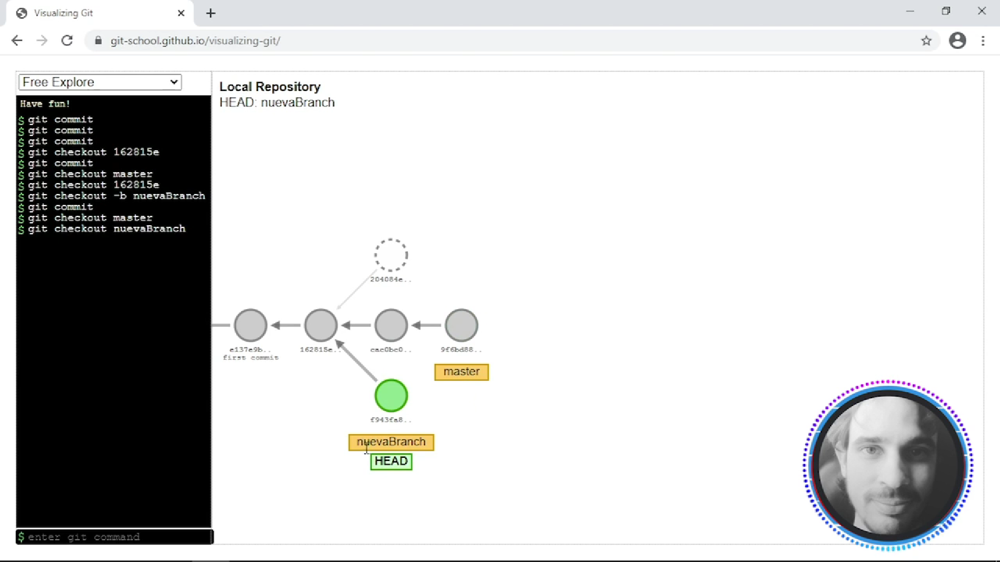 Visualizing Git
git-school.github.io/visualizing-git/
Free Explore
Have fun!
$ git commit
$ git commit
$ git commit
$ git checkout 162815e
$ git commit
$ git checkout master
$ git checkout 162815e
$ git checkout -b nuevaBranch
$ git commit
$ git checkout master
$ git checkout nuevaBranch
$ enter git command
Local Repository
HEAD: nuevaBranch
204084e..
e137e9b..
first commit
162815e..
cac0bc0..
9f6bd88..
master
f943fa8..
nuevaBranch
HEAD